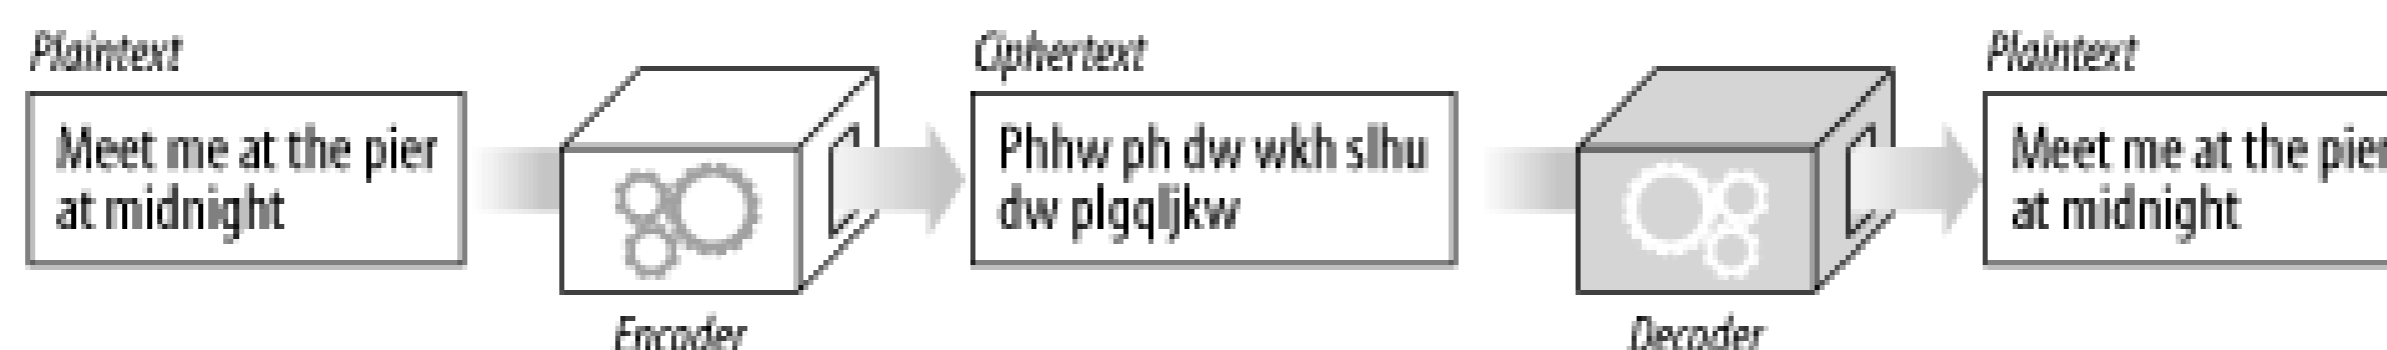 Plaintext
Meet me at the pier
at midnight
Encoder
Ciphertext
Phhw ph dw wkh slhu
dw plgqljkw
Decoder
Plaintext
Meet me at the pier
at midnight